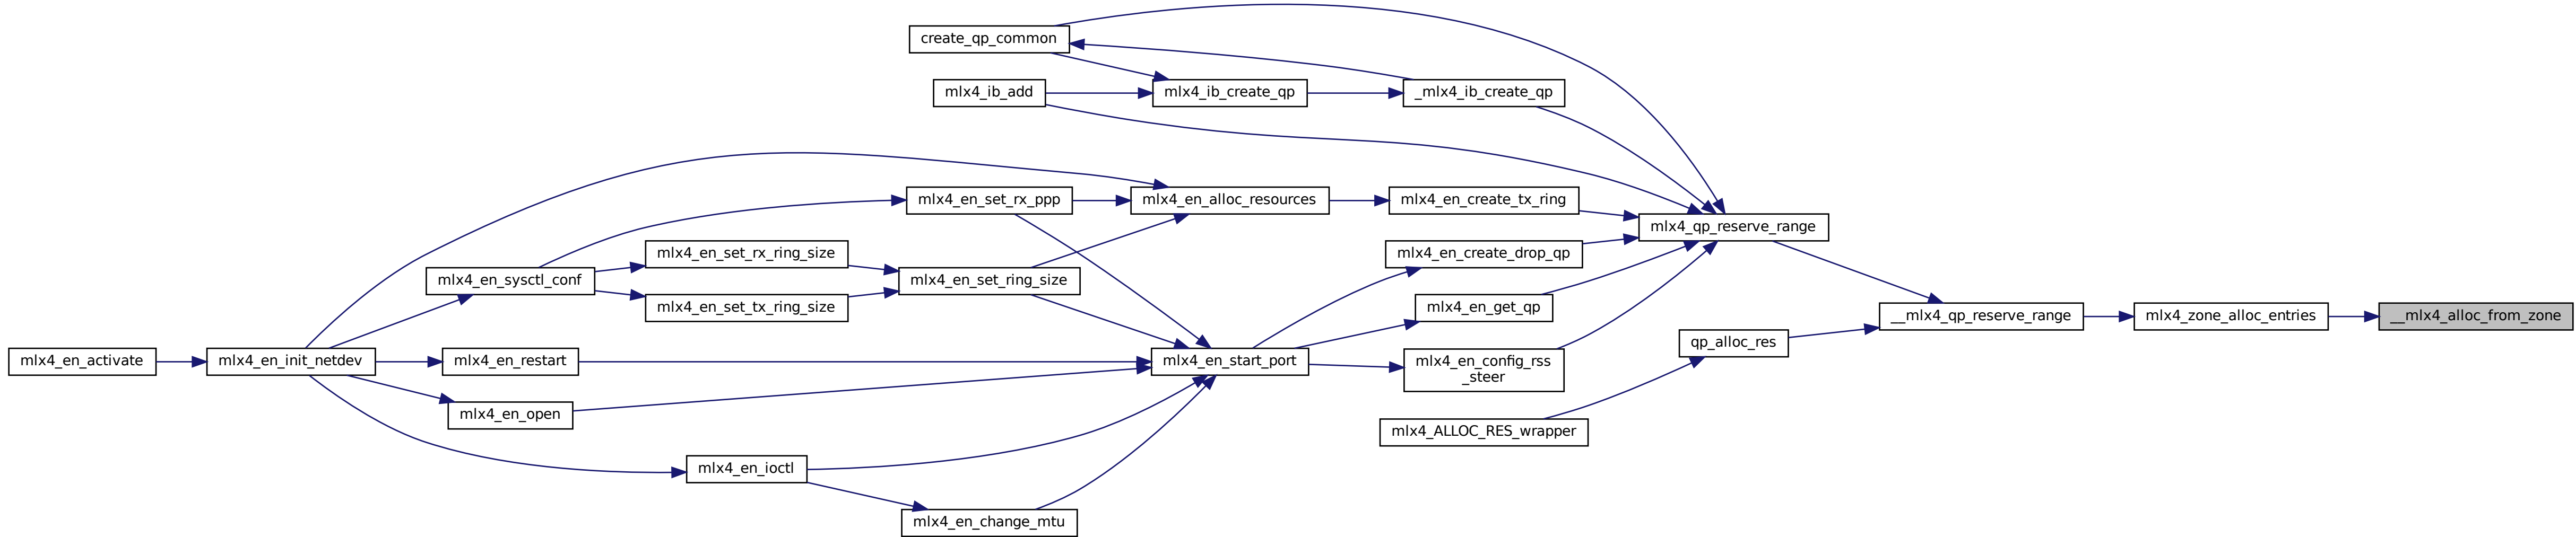 create_qp_common
mlx4_ib_add
mlx4_ib_create_qp
_mlx4_ib_create_qp
mlx4_en_set_rx_ppp
mlx4_en_alloc_resources
mlx4_en_create_tx_ring
mlx4_qp_reserve_range
mlx4_en_set_rx_ring_size
mlx4_en_create_drop_qp
mlx4_en_sysctl_conf
mlx4_en_set_ring_size
mlx4_en_set_tx_ring_size
mlx4_en_get_qp
__mlx4_qp_reserve_range
mlx4_zone_alloc_entries
__mlx4_alloc_from_zone
qp_alloc_res
mlx4_en_activate
mlx4_en_init_netdev
mlx4_en_restart
mlx4_en_start_port
mlx4_en_config_rss
_steer
mlx4_en_open
mlx4_ALLOC_RES_wrapper
mlx4_en_ioctl
mlx4_en_change_mtu